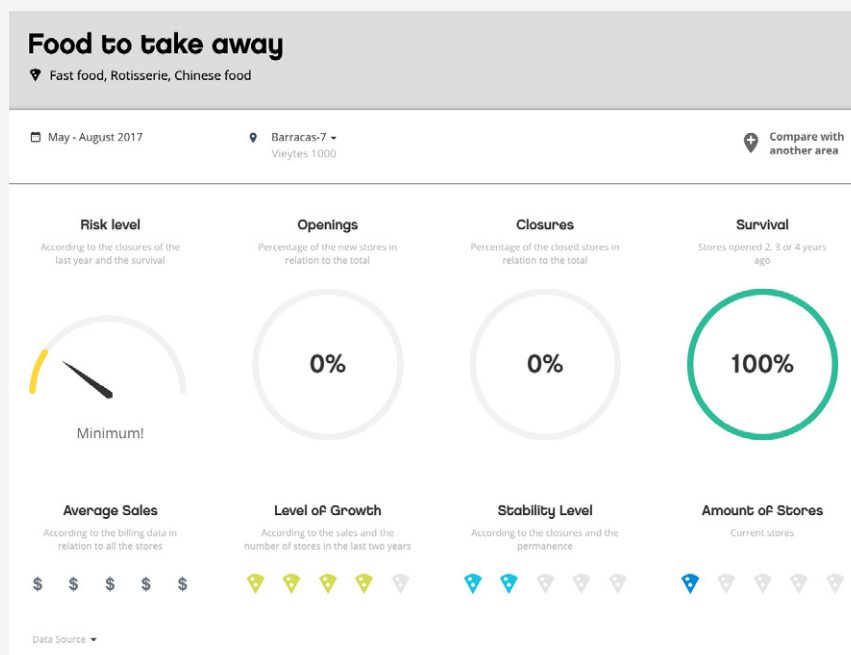 Food to take away
Fast food, Rotisserie, Chinese food
May - August 2017
Barracas-7
Vieytes 1000
Compare with
another area
Risk level
According to the closures of the
last year and the survival
Minimum!
Openings
Percentage of the new stores in
relation to the total
0%
Closures
Percentage of the closed stores in
relation to the total
0%
Survival
Stores opened 2, 3 or 4 years
ago
100%
Average Sales
According to the billing data in
relation to all the stores
$ $ $ $ $
Level of Growth
According to the sales and the
number of stores in the last two years
Stability Level
According to the closures and the
permanence
Amount of Stores
Current stores
Data Source